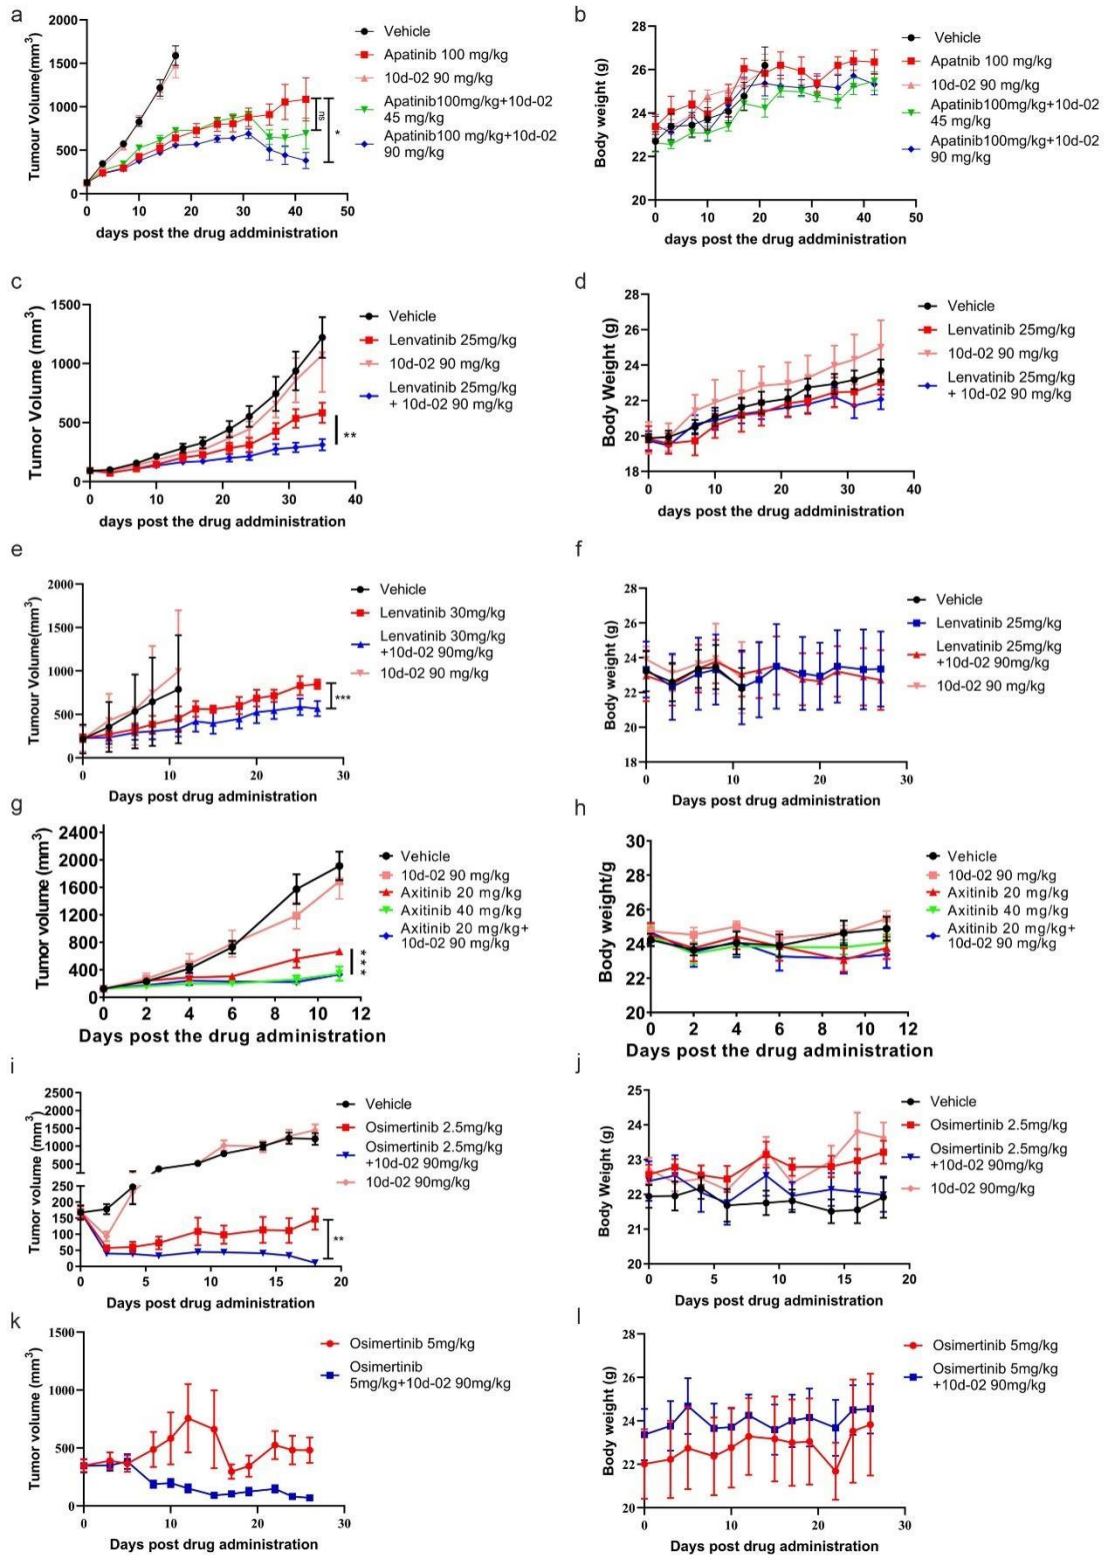 a
2000
1500
1000
500
0
Tumour Volume(mm³)
0 10 20 30 40 50
days post the drug addministration
Vehicle
Apatinib 100 mg/kg
10d-02 90 mg/kg
Apatinib100mg/kg+10d-02
45 mg/kg
Apatinib100 mg/kg+10d-02
90 mg/kg
ns
*
b
28
26
24
22
20
Body weight (g)
0 10 20 30 40 50
days post the drug addministration
Vehicle
Apatnib 100 mg/kg
10d-02 90 mg/kg
Apatinib100mg/kg+10d-02
45 mg/kg
Apatinib100mg/kg+10d-02
90 mg/kg
c
1500
1000
500
0
Tumor Volume (mm³)
0 10 20 30 40
days post the drug addministration
Vehicle
Lenvatinib 25mg/kg
10d-02 90 mg/kg
Lenvatinib 25mg/kg
+ 10d-02 90 mg/kg
**
d
28
26
24
22
20
18
Body Weight (g)
0 10 20 30 40
days post the drug addministration
Vehicle
Lenvatinib 25mg/kg
10d-02 90 mg/kg
Lenvatinib 25mg/kg
+ 10d-02 90 mg/kg
e
2000
1500
1000
500
0
Tumour Volume(mm³)
0 10 20 30
Days post drug administration
Vehicle
Lenvatinib 30mg/kg
Lenvatinib 30mg/kg
+10d-02 90mg/kg
10d-02 90 mg/kg
***
f
28
26
24
22
20
18
Body weight (g)
0 10 20 30
Days post drug administration
Vehicle
Lenvatinib 25mg/kg
Lenvatinib 25mg/kg
+10d-02 90mg/kg
10d-02 90 mg/kg
g
2400
2000
1600
1200
800
400
0
Tumor volume (mm³)
0 2 4 6 8 10 12
Days post the drug administration
Vehicle
10d-02 90 mg/kg
Axitinib 20 mg/kg
Axitinib 40 mg/kg
Axitinib 20 mg/kg+
10d-02 90 mg/kg
***
h
30
28
26
24
22
20
Body weight/g
0 2 4 6 8 10 12
Days post the drug administration
Vehicle
10d-02 90 mg/kg
Axitinib 20 mg/kg
Axitinib 40 mg/kg
Axitinib 20 mg/kg+
10d-02 90 mg/kg
i
2500
2000
1500
1000
500
250
200
150
100
50
0
Tumor volume (mm³)
0 5 10 15 20
Days post drug administration
Vehicle
Osimertinib 2.5mg/kg
Osimertinib 2.5mg/kg
+10d-02 90mg/kg
10d-02 90mg/kg
**
j
25
24
23
22
21
20
Body Weight (g)
0 5 10 15 20
Days post drug administration
Vehicle
Osimertinib 2.5mg/kg
Osimertinib 2.5mg/kg
+10d-02 90mg/kg
10d-02 90mg/kg
k
1500
1000
500
0
Tumor volume (mm³)
0 10 20 30
Days post drug administration
Osimertinib 5mg/kg
Osimertinib
5mg/kg+10d-02 90mg/kg
l
28
26
24
22
20
Body weight (g)
0 10 20 30
Days post drug administration
Osimertinib 5mg/kg
Osimertinib 5mg/kg
+10d-02 90mg/kg